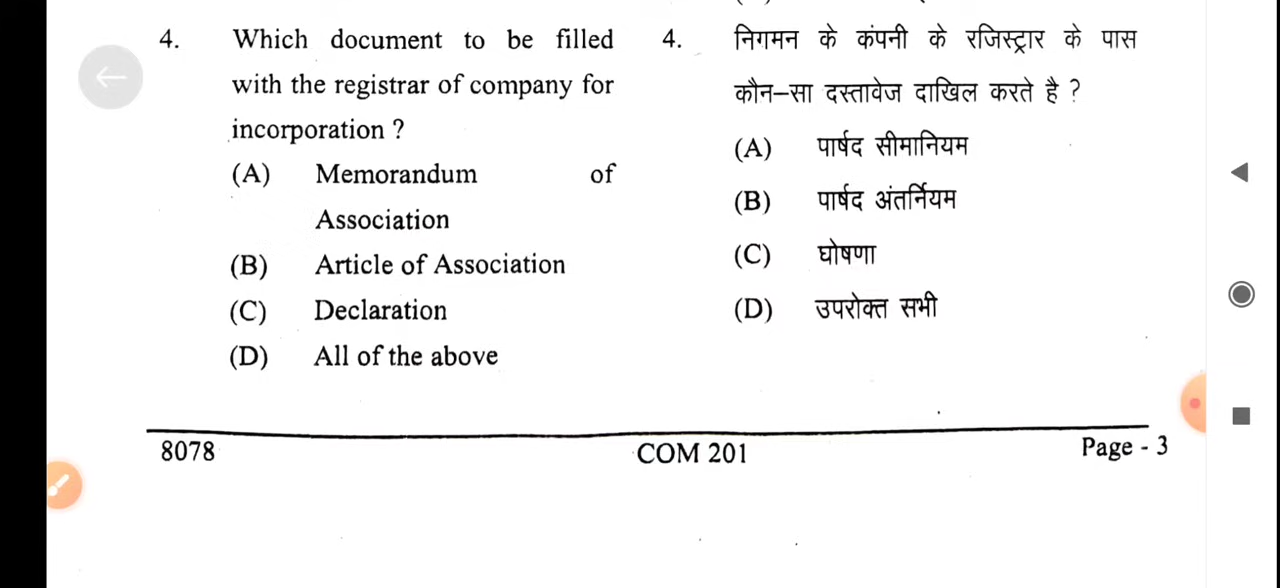 4. Which document to be filled
with the registrar of company for
incorporation ?
(A) Memorandum of
Association
(B) Article of Association
(C) Declaration
(D) All of the above
4. निगमन के कंपनी के रजिस्ट्रार के पास
कौन-सा दस्तावेज दाखिल करते है ?
(A) पार्षद सीमानियम
(B) पार्षद अंतर्नियम
(C) घोषणा
(D) उपरोक्त सभी
8078 COM 201 Page - 3